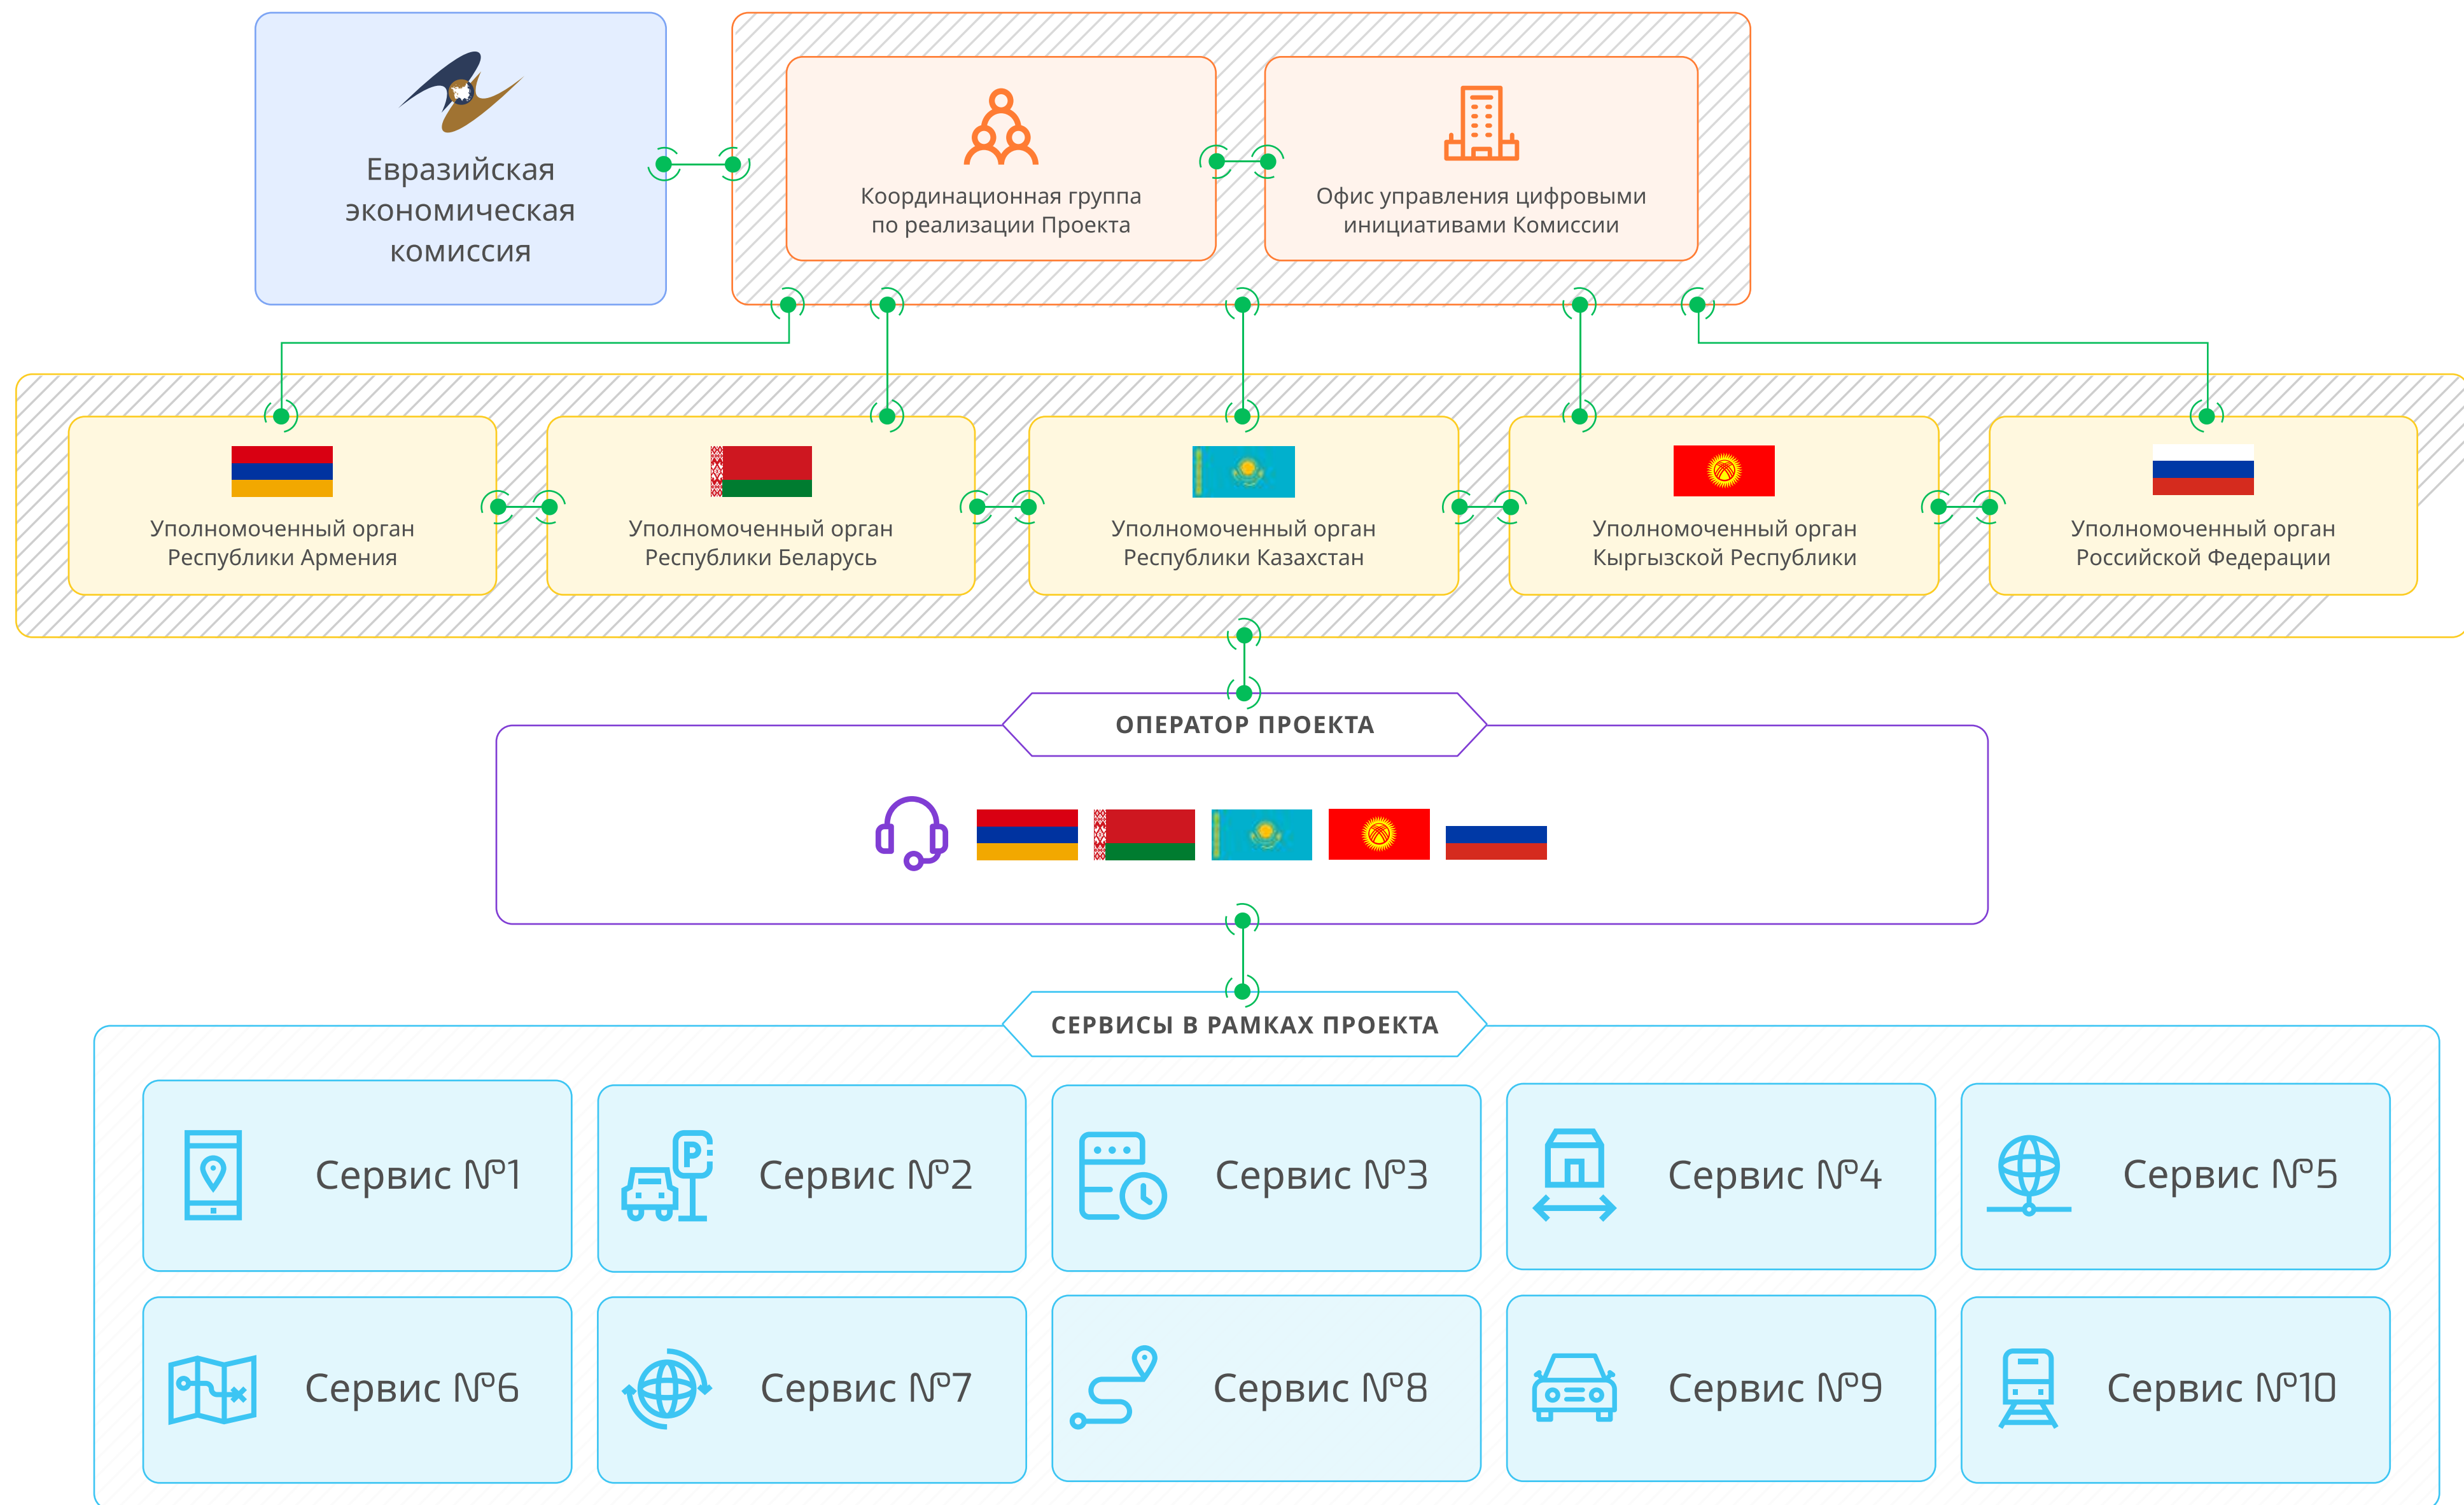 Евразийская
экономическая
комиссия
Координационная группа
по реализации Проекта
Офис управления цифровыми
инициативами Комиссии
Уполномоченный орган
Республики Армения
Уполномоченный орган
Республики Беларусь
Уполномоченный орган
Республики Казахстан
Уполномоченный орган
Кыргызской Республики
Уполномоченный орган
Российской Федерации
ОПЕРАТОР ПРОЕКТА
СЕРВИСЫ В РАМКАХ ПРОЕКТА
Сервис №1
P
Сервис №2
Сервис №3
Сервис №4
Сервис №5
Сервис №6
Сервис №7
Сервис №8
Сервис №9
Сервис №10